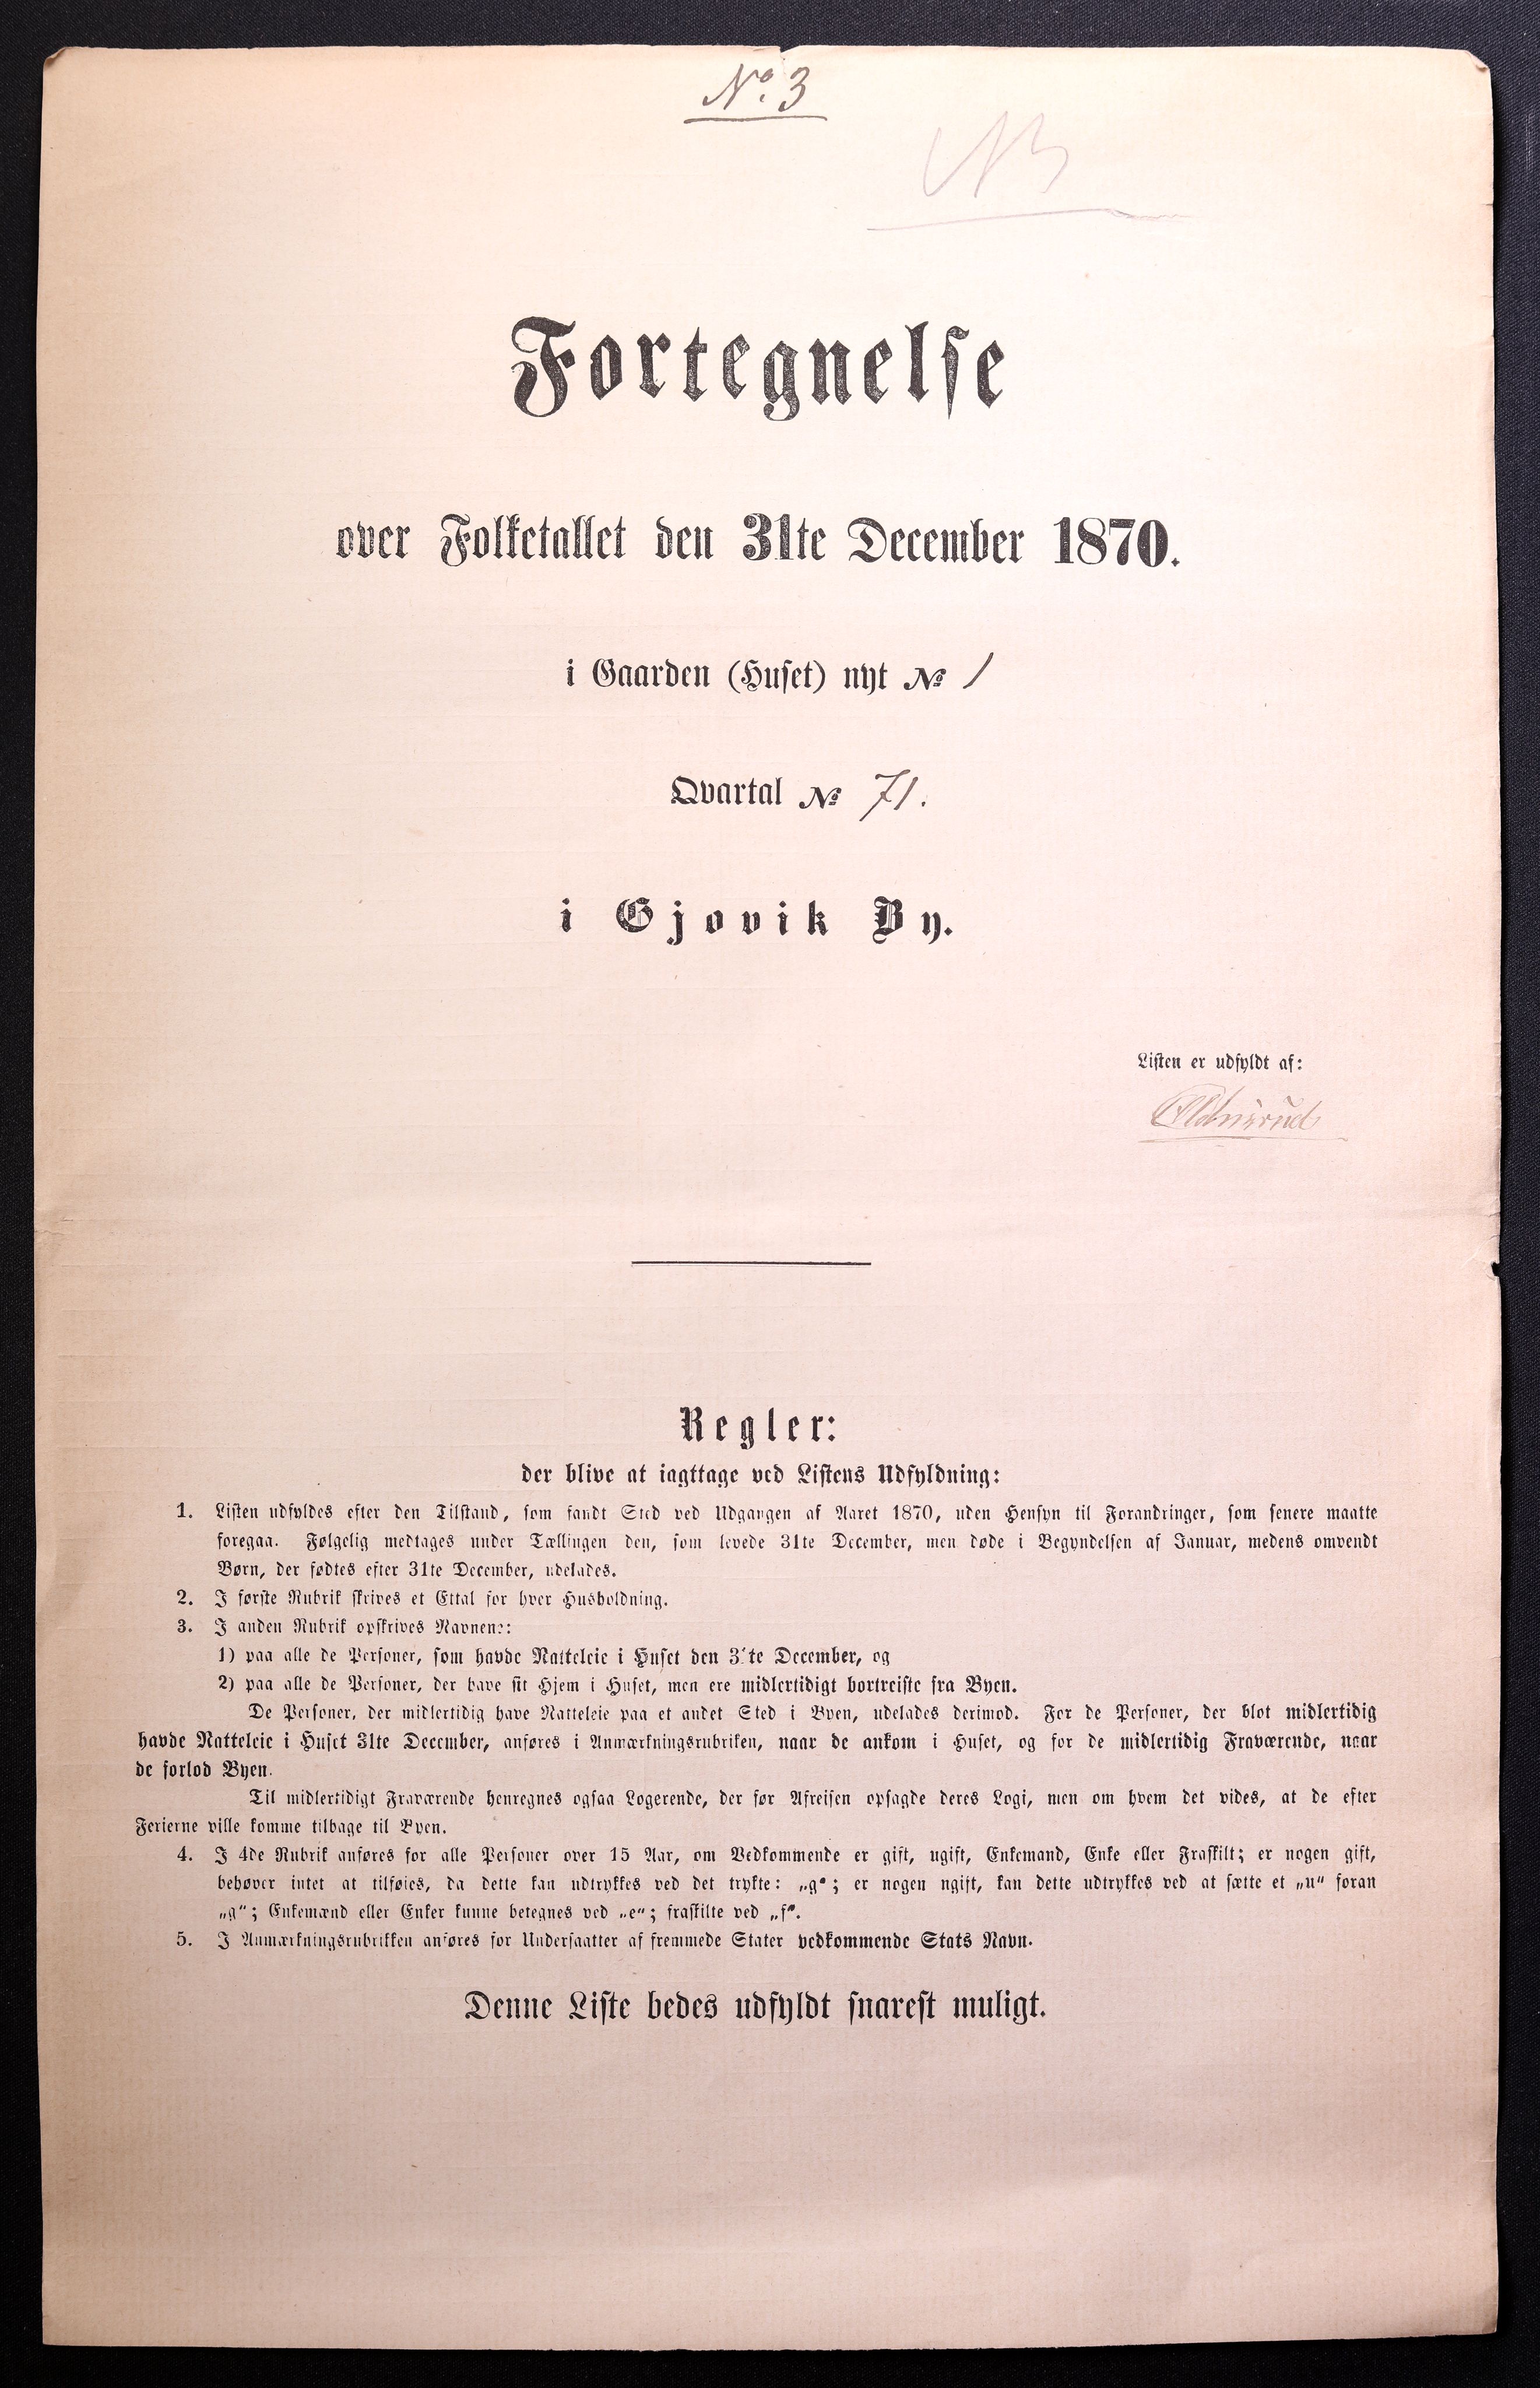 No. 3
NB
Fortegnelse
over Folketallet den 31te December 1870.
i Gaarden (Huset) nyt No 1
Qvartal No 71.
i Gjøvik By.
Listen er udfyldt af:
Regler:
der blive at iagttage ved Listens Udfyldning:
1. Listen udfyldes efter den Tilstand, som fandt Sted ved Udgangen af Aaret 1870, uden Hensyn til Forandringer, som senere maatte
foregaa. Følgelig medtages under Tællingen den, som levede 31te December, men døde i Begyndelsen af Januar, medens omvendt
Børn, der fødtes efter 31te December, udelades.
2. I første Rubrik skrives et Ettal for hver Husholdning.
3. I anden Rubrik opskrives Navnene:
1) paa alle de Personer, som havde Natteleie i Huset den 31te December, og
2) paa alle de Personer, der have sit Hjem i Huset, men ere midlertidigt bortreiste fra Byen.
De Personer, der midlertidig have Natteleie paa et andet Sted i Byen, udelades derimod. For de Personer, der blot midlertidig
havde Natteleie i Huset 31te December, anføres i Anmærkningsrubriken, naar de ankom i Huset, og for de midlertidig Fraværende, naar
de forlod Byen.
Til midlertidigt Fraværende henregnes ogsaa Logerende, der før Afreisen opsagde deres Logi, men om hvem det vides, at de efter
Ferierne ville komme tilbage til Byen.
4. I 4de Rubrik anføres for alle Personer over 15 Aar, om Vedkommende er gift, ugift, Enkemand, Enke eller Fraskilt; er nogen gift,
behøver intet at tilføies, da dette kan udtrykkes ved det trykte: „g“; er nogen ugift, kan dette udtrykkes ved at sætte et „u“ foran
„g“; Enkemænd eller Enker kunne betegnes ved „e“; fraskilte ved „f“.
5. I Anmærkningsrubrikken anføres for Undersaatter af fremmede Stater vedkommende Stats Navn.
Denne Liste bedes udfyldt snarest muligt.